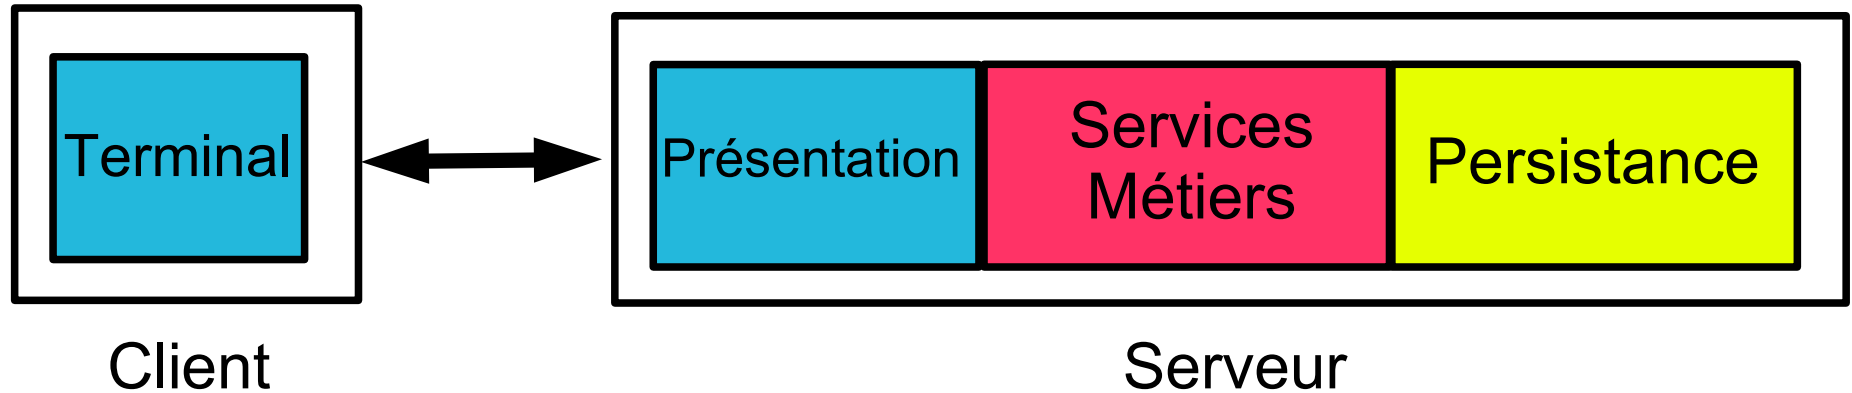 Terminal
Présentation
Services
Métiers
Persistance
Client
Serveur